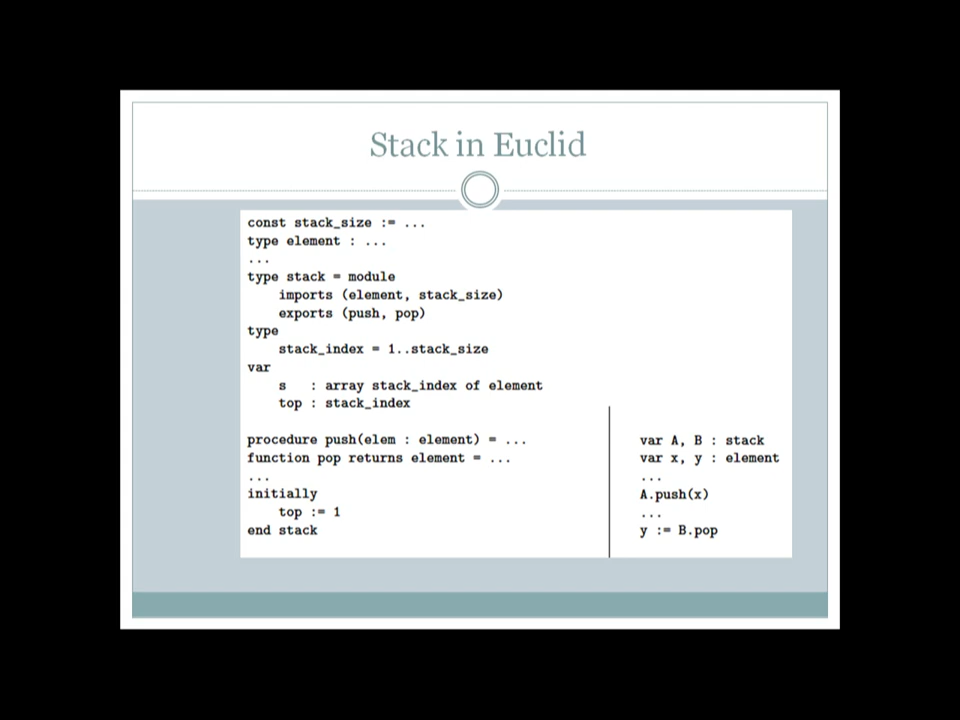 Stack in Euclid
const stack_size := ...
type element : ...
...
type stack = module
    imports (element, stack_size)
    exports (push, pop)
type
    stack_index = 1..stack_size
var
    s   : array stack_index of element
    top : stack_index
procedure push(elem : element) = ...
function pop returns element = ...
...
initially
    top := 1
end stack
var A, B : stack
var x, y : element
...
A.push(x)
...
y := B.pop